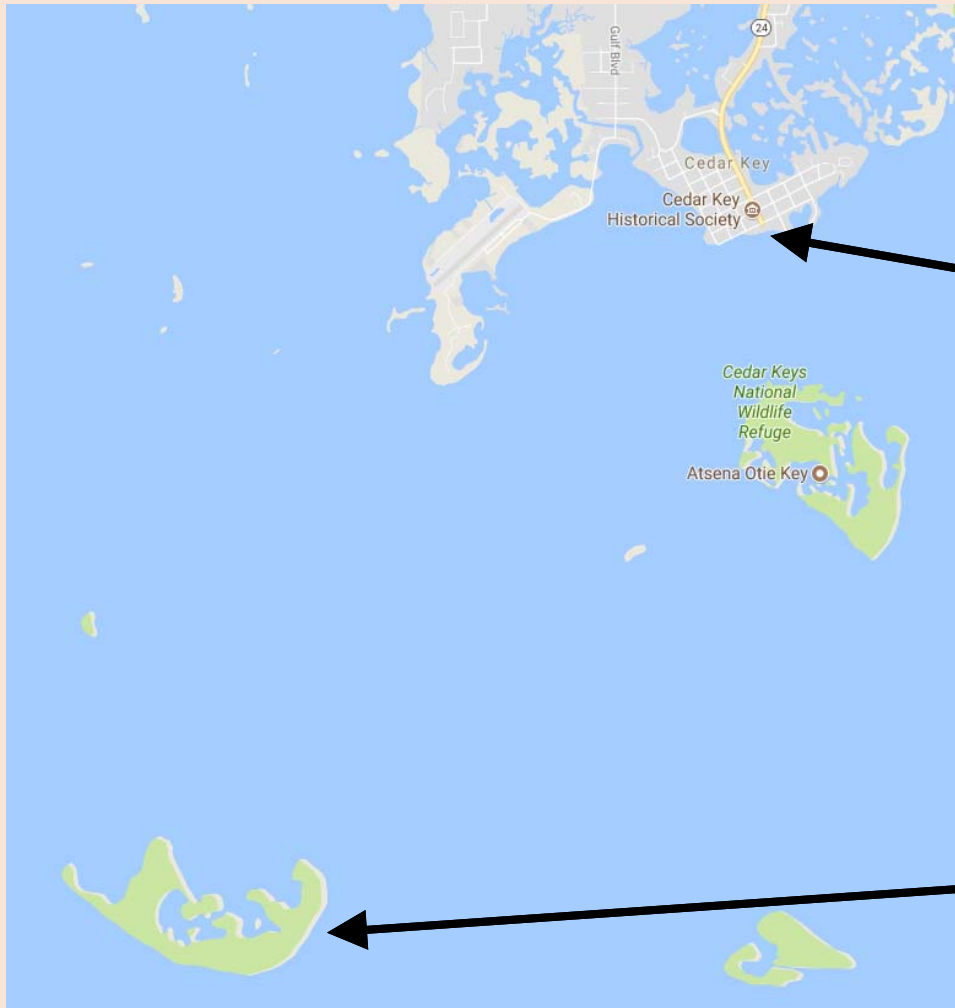 24
Gulf Blvd
Cedar Key
Cedar Key
Historical Society
Cedar Keys
National
Wildlife
Refuge
Atsena Otie Key